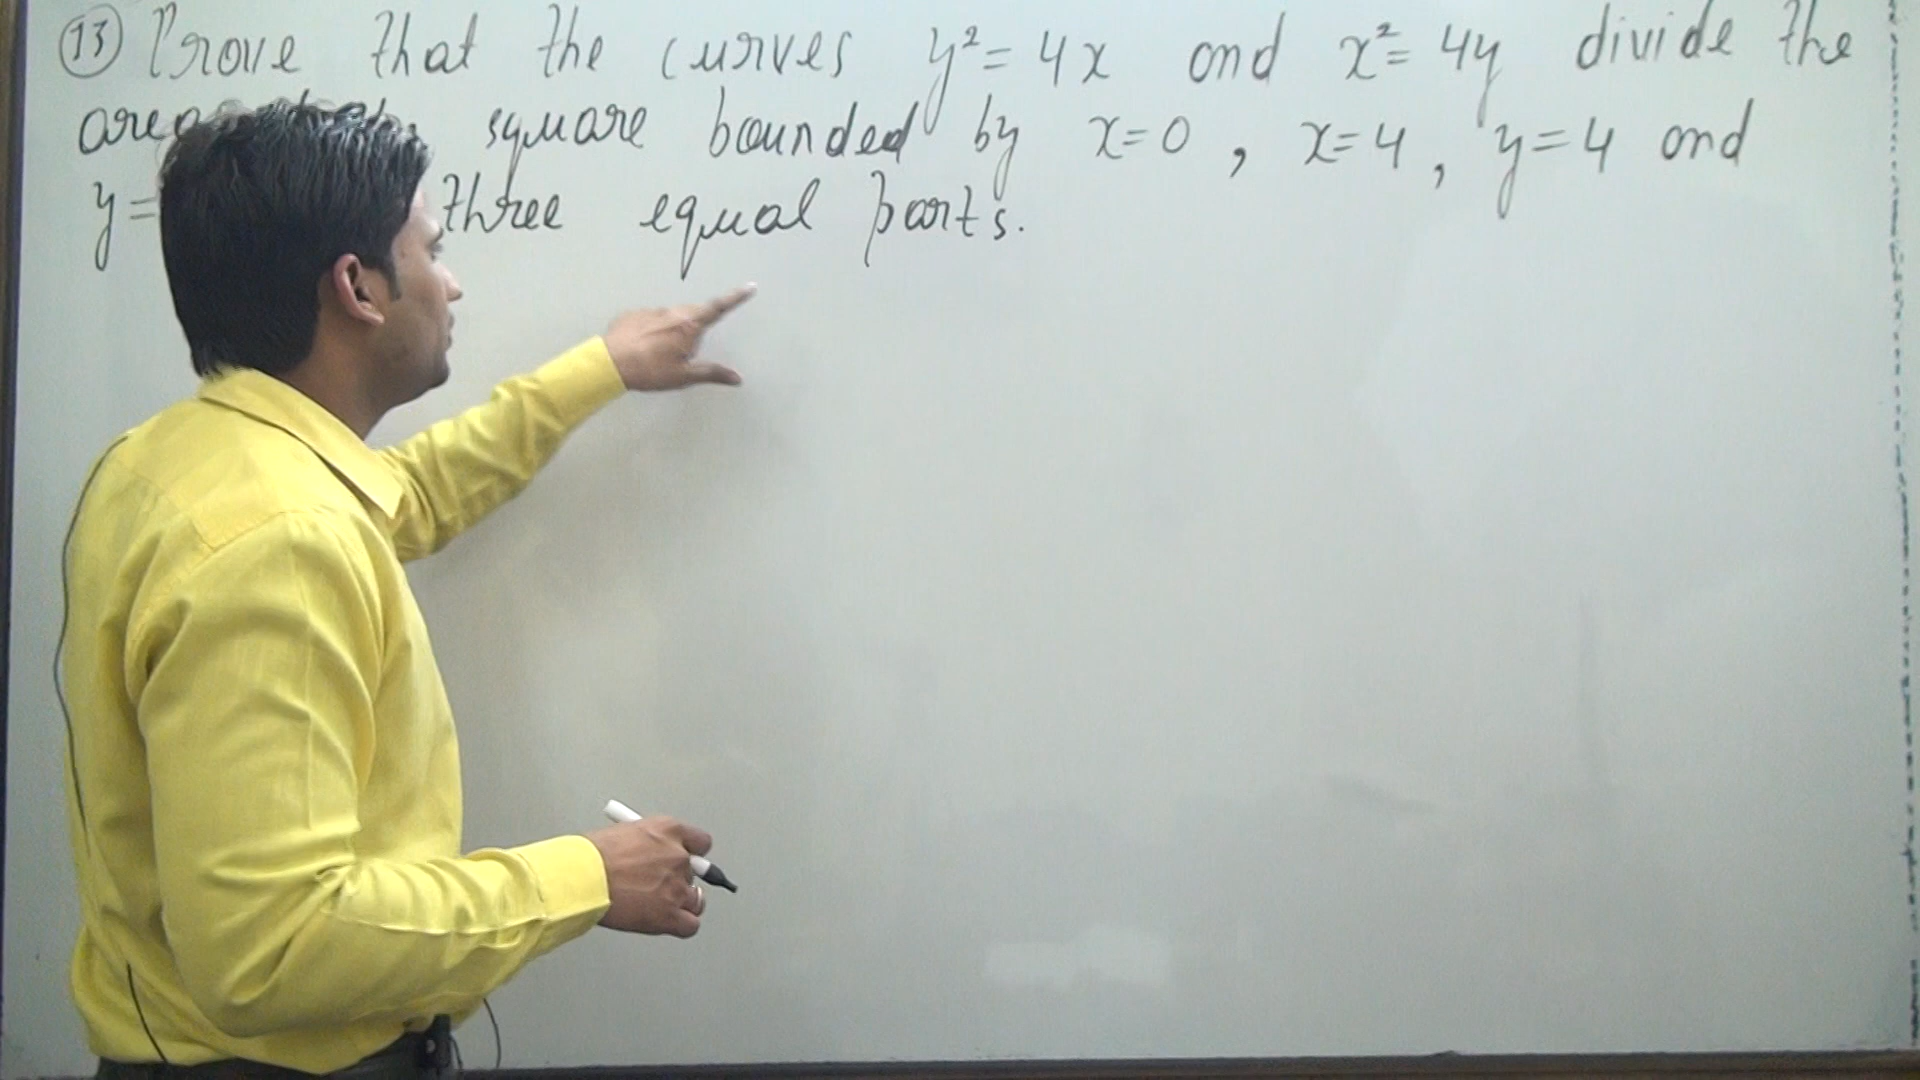 13 Prove that the curves y² = 4x and x² = 4y divide the
area square bounded by x=0 , x=4 , y=4 and
y= three equal parts.